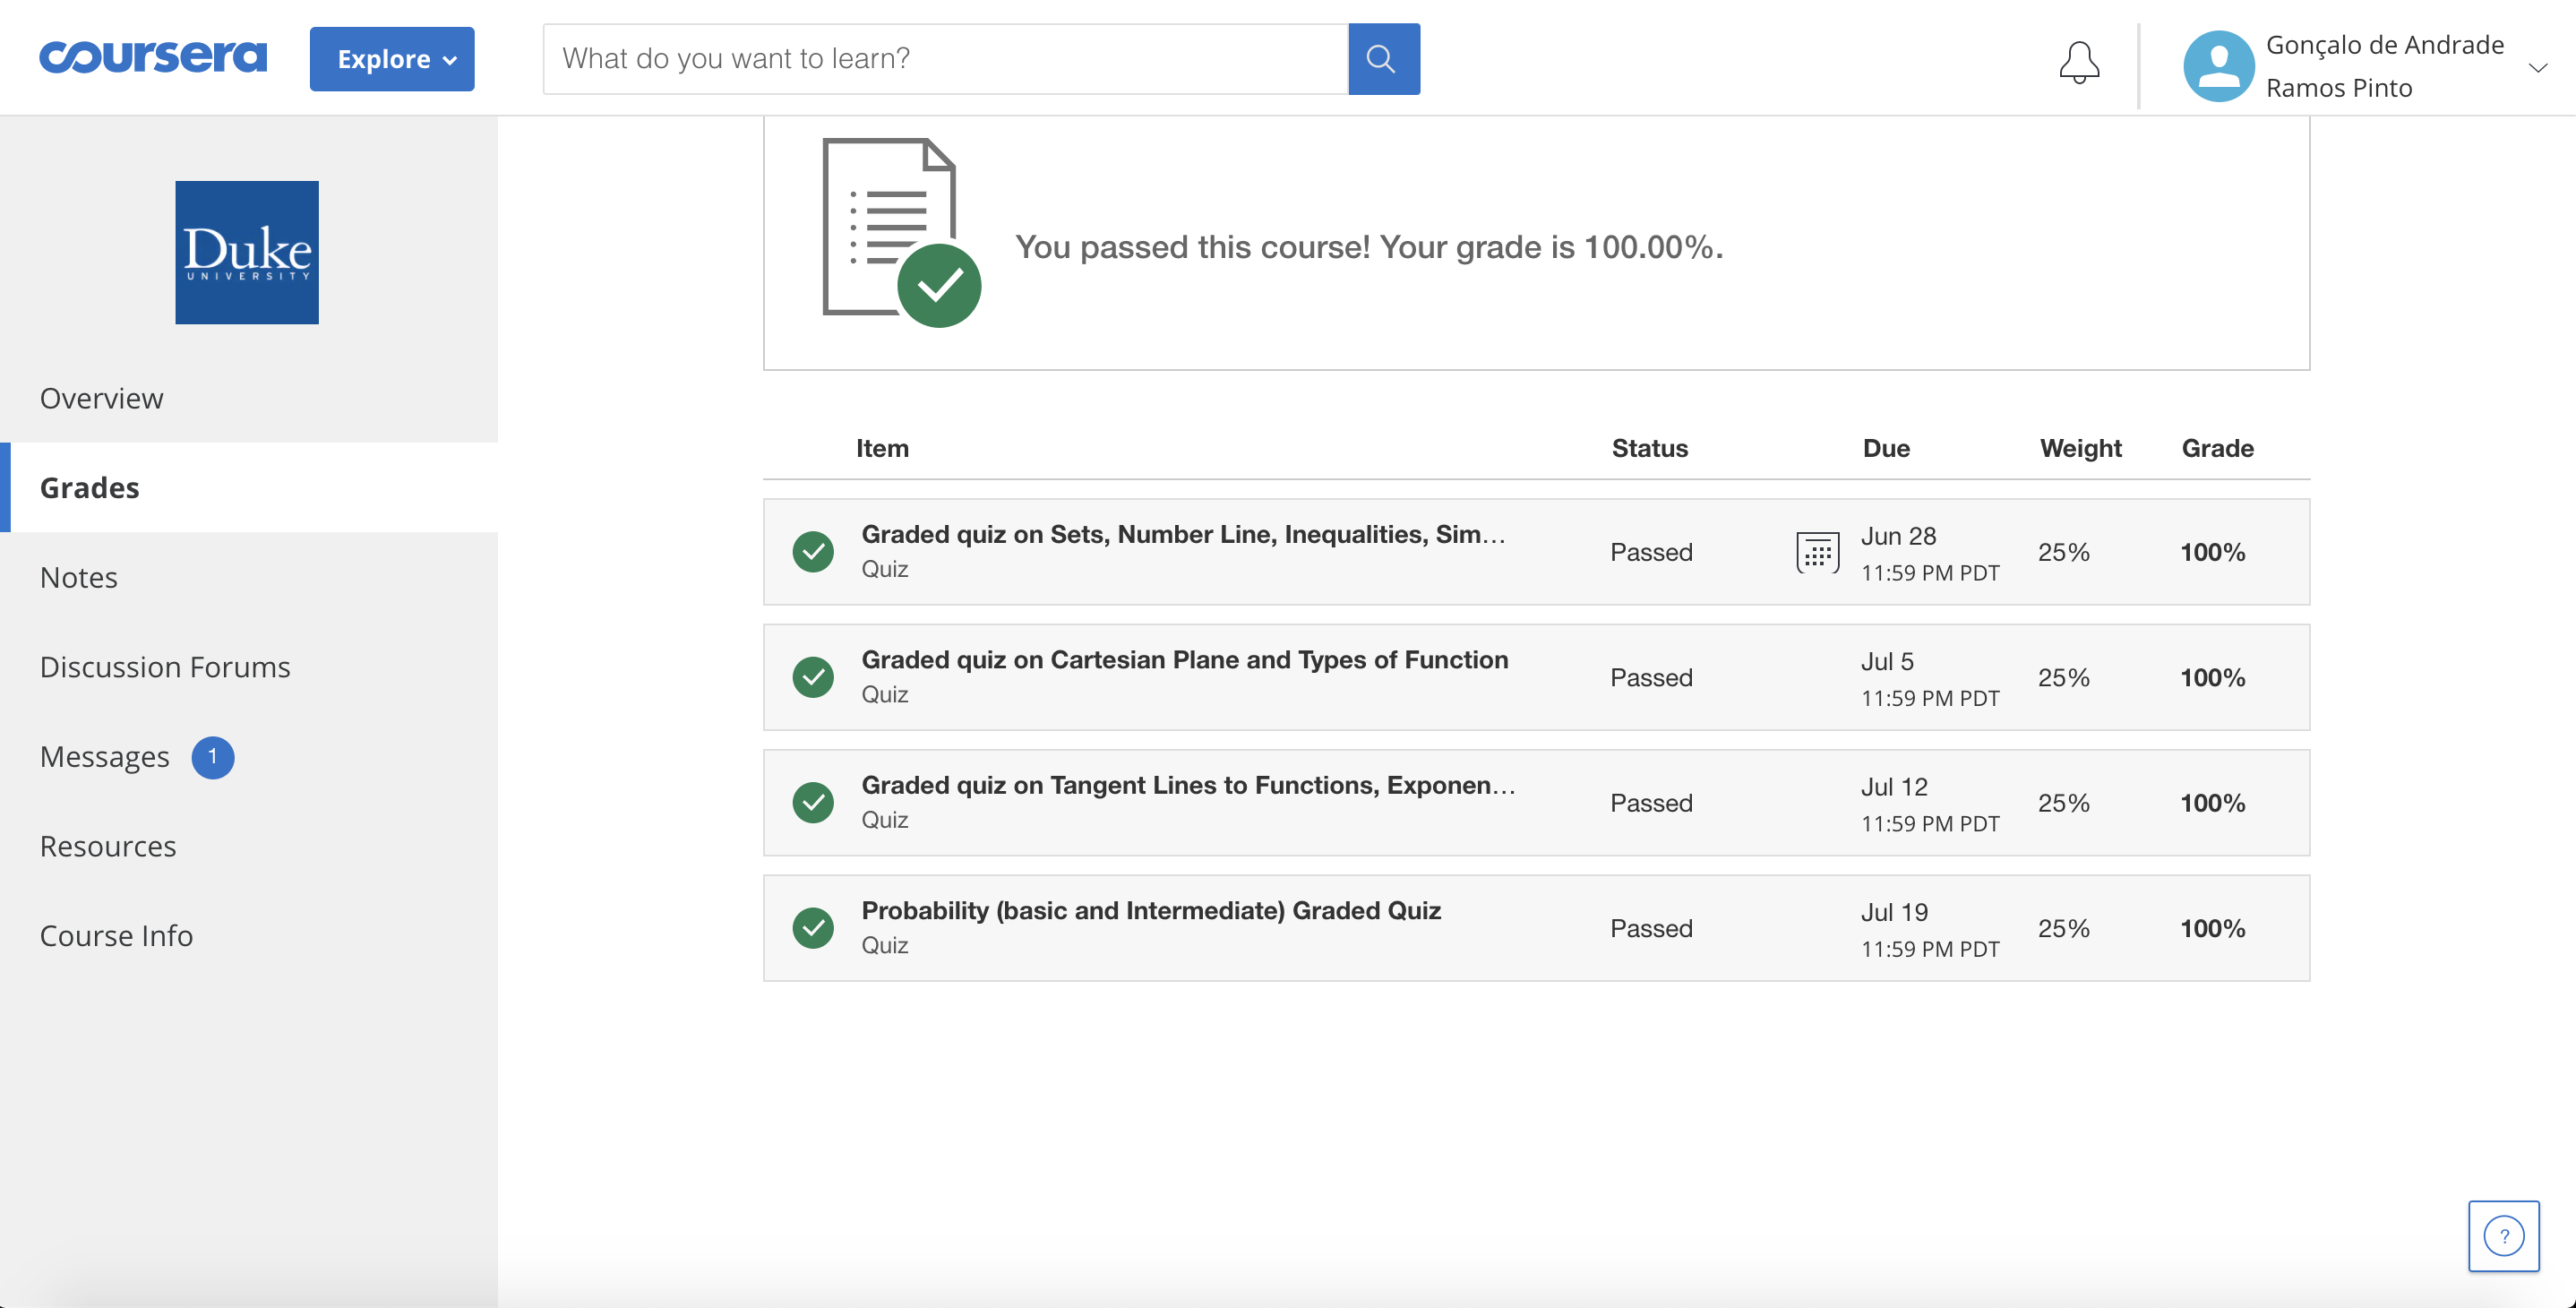 coursera
Explore
What do you want to learn?
Gonçalo de Andrade
Ramos Pinto
Duke
UNIVERSITY
Overview
Grades
Notes
Discussion Forums
Messages 1
Resources
Course Info
You passed this course! Your grade is 100.00%.
Item Status Due Weight Grade
Graded quiz on Sets, Number Line, Inequalities, Sim...
Quiz
Passed
Jun 28
11:59 PM PDT
25%
100%
Graded quiz on Cartesian Plane and Types of Function
Quiz
Passed
Jul 5
11:59 PM PDT
25%
100%
Graded quiz on Tangent Lines to Functions, Exponen...
Quiz
Passed
Jul 12
11:59 PM PDT
25%
100%
Probability (basic and Intermediate) Graded Quiz
Quiz
Passed
Jul 19
11:59 PM PDT
25%
100%
?